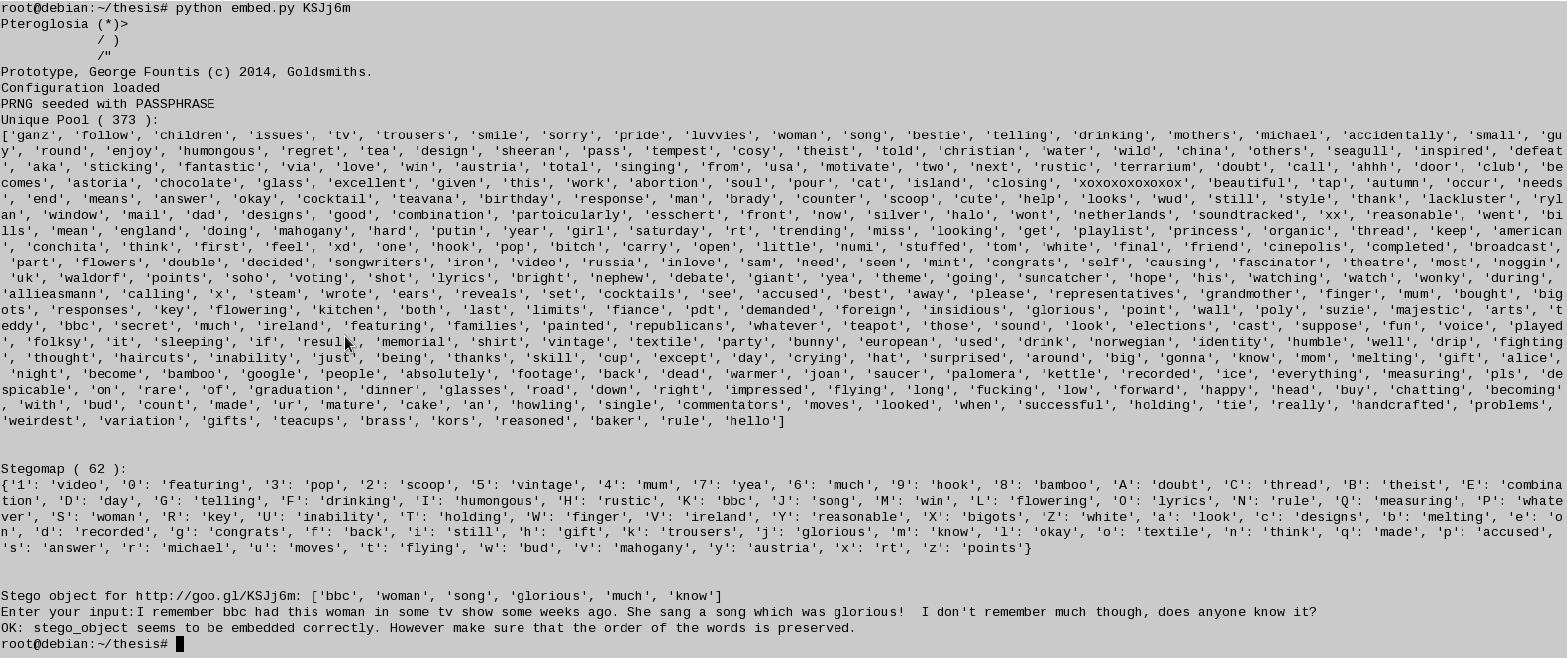 root@debian:~/thesis# python embed.py KSJj6m
Pteroglosia (*)>
            / )
            /"
Prototype, George Fountis (c) 2014, Goldsmiths.
Configuration loaded
PRNG seeded with PASSPHRASE
Unique Pool ( 373 ):
['ganz', 'follow', 'children', 'issues', 'tv', 'trousers', 'smile', 'sorry', 'pride', 'luvvies', 'woman', 'song', 'bestie', 'telling', 'drinking', 'mothers', 'michael', 'accidentally', 'small', 'gu
y', 'round', 'enjoy', 'humongous', 'regret', 'tea', 'design', 'sheeran', 'pass', 'tempest', 'cosy', 'theist', 'told', 'christian', 'water', 'wild', 'china', 'others', 'seagull', 'inspired', 'defeat
', 'aka', 'sticking', 'fantastic', 'via', 'love', 'win', 'austria', 'total', 'singing', 'from', 'usa', 'motivate', 'two', 'next', 'rustic', 'terrarium', 'doubt', 'call', 'ahhh', 'door', 'club', 'be
comes', 'astoria', 'chocolate', 'glass', 'excellent', 'given', 'this', 'work', 'abortion', 'soul', 'pour', 'cat', 'island', 'closing', 'xoxoxoxoxoxox', 'beautiful', 'tap', 'autumn', 'occur', 'needs
', 'end', 'means', 'answer', 'okay', 'cocktail', 'teavana', 'birthday', 'response', 'man', 'brady', 'counter', 'scoop', 'cute', 'help', 'looks', 'wud', 'still', 'style', 'thank', 'lackluster', 'ryl
an', 'window', 'mail', 'dad', 'designs', 'good', 'combination', 'partoicularly', 'esschert', 'front', 'now', 'silver', 'halo', 'wont', 'netherlands', 'soundtracked', 'xx', 'reasonable', 'went', 'bi
lls', 'mean', 'england', 'doing', 'mahogany', 'hard', 'putin', 'year', 'girl', 'saturday', 'rt', 'trending', 'miss', 'looking', 'get', 'playlist', 'princess', 'organic', 'thread', 'keep', 'american
', 'conchita', 'think', 'first', 'feel', 'xd', 'one', 'hook', 'pop', 'bitch', 'carry', 'open', 'little', 'numi', 'stuffed', 'tom', 'white', 'final', 'friend', 'cinepolis', 'completed', 'broadcast',
 'part', 'flowers', 'double', 'decided', 'songwriters', 'iron', 'video', 'russia', 'inlove', 'sam', 'need', 'seen', 'mint', 'congrats', 'self', 'causing', 'fascinator', 'theatre', 'most', 'noggin',
 'uk', 'waldorf', 'points', 'soho', 'voting', 'shot', 'lyrics', 'bright', 'nephew', 'debate', 'giant', 'yea', 'theme', 'going', 'suncatcher', 'hope', 'his', 'watching', 'watch', 'wonky', 'during',
'allieasmann', 'calling', 'x', 'steam', 'wrote', 'ears', 'reveals', 'set', 'cocktails', 'see', 'accused', 'best', 'away', 'please', 'representatives', 'grandmother', 'finger', 'mum', 'bought', 'big
ots', 'responses', 'key', 'flowering', 'kitchen', 'both', 'last', 'limits', 'fiance', 'pdt', 'demanded', 'foreign', 'insidious', 'glorious', 'point', 'wall', 'poly', 'suzie', 'majestic', 'arts', 't
eddy', 'bbc', 'secret', 'much', 'ireland', 'featuring', 'families', 'painted', 'republicans', 'whatever', 'teapot', 'those', 'sound', 'look', 'elections', 'cast', 'suppose', 'fun', 'voice', 'played
', 'folksy', 'it', 'sleeping', 'if', 'result', 'memorial', 'shirt', 'vintage', 'textile', 'party', 'bunny', 'european', 'used', 'drink', 'norwegian', 'identity', 'humble', 'well', 'drip', 'fighting
', 'thought', 'haircuts', 'inability', 'just', 'being', 'thanks', 'skill', 'cup', 'except', 'day', 'crying', 'hat', 'surprised', 'around', 'big', 'gonna', 'know', 'mom', 'melting', 'gift', 'alice',
 'night', 'become', 'bamboo', 'google', 'people', 'absolutely', 'footage', 'back', 'dead', 'warmer', 'joan', 'saucer', 'palomera', 'kettle', 'recorded', 'ice', 'everything', 'measuring', 'pls', 'de
spicable', 'on', 'rare', 'of', 'graduation', 'dinner', 'glasses', 'road', 'down', 'right', 'impressed', 'flying', 'long', 'fucking', 'low', 'forward', 'happy', 'head', 'buy', 'chatting', 'becoming'
, 'with', 'bud', 'count', 'made', 'ur', 'mature', 'cake', 'an', 'howling', 'single', 'commentators', 'moves', 'looked', 'when', 'successful', 'holding', 'tie', 'really', 'handcrafted', 'problems',
'weirdest', 'variation', 'gifts', 'teacups', 'brass', 'kors', 'reasoned', 'baker', 'rule', 'hello']
Stegomap ( 62 ):
{'1': 'video', '0': 'featuring', '3': 'pop', '2': 'scoop', '5': 'vintage', '4': 'mum', '7': 'yea', '6': 'much', '9': 'hook', '8': 'bamboo', 'A': 'doubt', 'C': 'thread', 'B': 'theist', 'E': 'combina
tion', 'D': 'day', 'G': 'telling', 'F': 'drinking', 'I': 'humongous', 'H': 'rustic', 'K': 'bbc', 'J': 'song', 'M': 'win', 'L': 'flowering', 'O': 'lyrics', 'N': 'rule', 'Q': 'measuring', 'P': 'whate
ver', 'S': 'woman', 'R': 'key', 'U': 'inability', 'T': 'holding', 'W': 'finger', 'V': 'ireland', 'Y': 'reasonable', 'X': 'bigots', 'Z': 'white', 'a': 'look', 'c': 'designs', 'b': 'melting', 'e': 'o
n', 'd': 'recorded', 'g': 'congrats', 'f': 'back', 'i': 'still', 'h': 'gift', 'k': 'trousers', 'j': 'glorious', 'm': 'know', 'l': 'okay', 'o': 'textile', 'n': 'think', 'q': 'made', 'p': 'accused',
's': 'answer', 'r': 'michael', 'u': 'moves', 't': 'flying', 'w': 'bud', 'v': 'mahogany', 'y': 'austria', 'x': 'rt', 'z': 'points'}
Stego object for http://goo.gl/KSJj6m: ['bbc', 'woman', 'song', 'glorious', 'much', 'know']
Enter your input:I remember bbc had this woman in some tv show some weeks ago. She sang a song which was glorious!  I don't remember much though, does anyone know it?
OK: stego_object seems to be embedded correctly. However make sure that the order of the words is preserved.
root@debian:~/thesis#